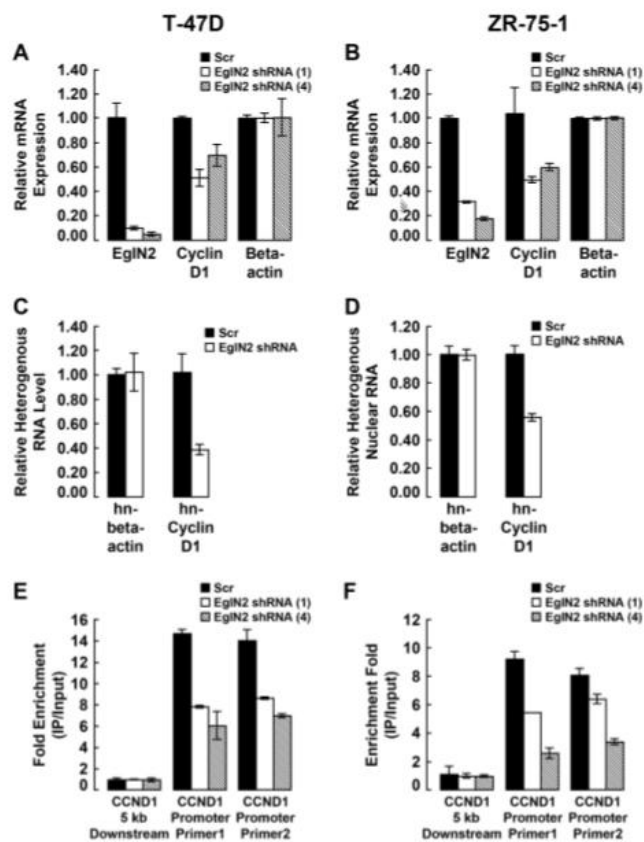 T-47D
ZR-75-1
A
Scr
EglN2 shRNA (1)
EglN2 shRNA (4)
Relative mRNA
Expression
1.40
1.20
1.00
0.80
0.60
0.40
0.20
0.00
EglN2
Cyclin
D1
Beta-
actin
B
Scr
EglN2 shRNA (1)
EglN2 shRNA (4)
Relative mRNA
Expression
1.40
1.20
1.00
0.80
0.60
0.40
0.20
0.00
EglN2
Cyclin
D1
Beta-
actin
C
Scr
EglN2 shRNA
Relative Heterogenous
RNA Level
1.40
1.20
1.00
0.80
0.60
0.40
0.20
0.00
hn-
beta-
actin
hn-
Cyclin
D1
D
Scr
EglN2 shRNA
Relative Heterogenous
Nuclear RNA
1.20
1.00
0.80
0.60
0.40
0.20
0.00
hn-
beta-
actin
hn-
Cyclin
D1
E
Scr
EglN2 shRNA (1)
EglN2 shRNA (4)
Fold Enrichment
(IP/Input)
16
14
12
10
8
6
4
2
CCND1
5 kb
Downstream
CCND1
Promoter
Primer1
CCND1
Promoter
Primer2
F
Scr
EglN2 shRNA (1)
EglN2 shRNA (4)
Enrichment Fold
(IP/Input)
12
10
8
6
4
2
0
CCND1
5 kb
Downstream
CCND1
Promoter
Primer1
CCND1
Promoter
Primer2